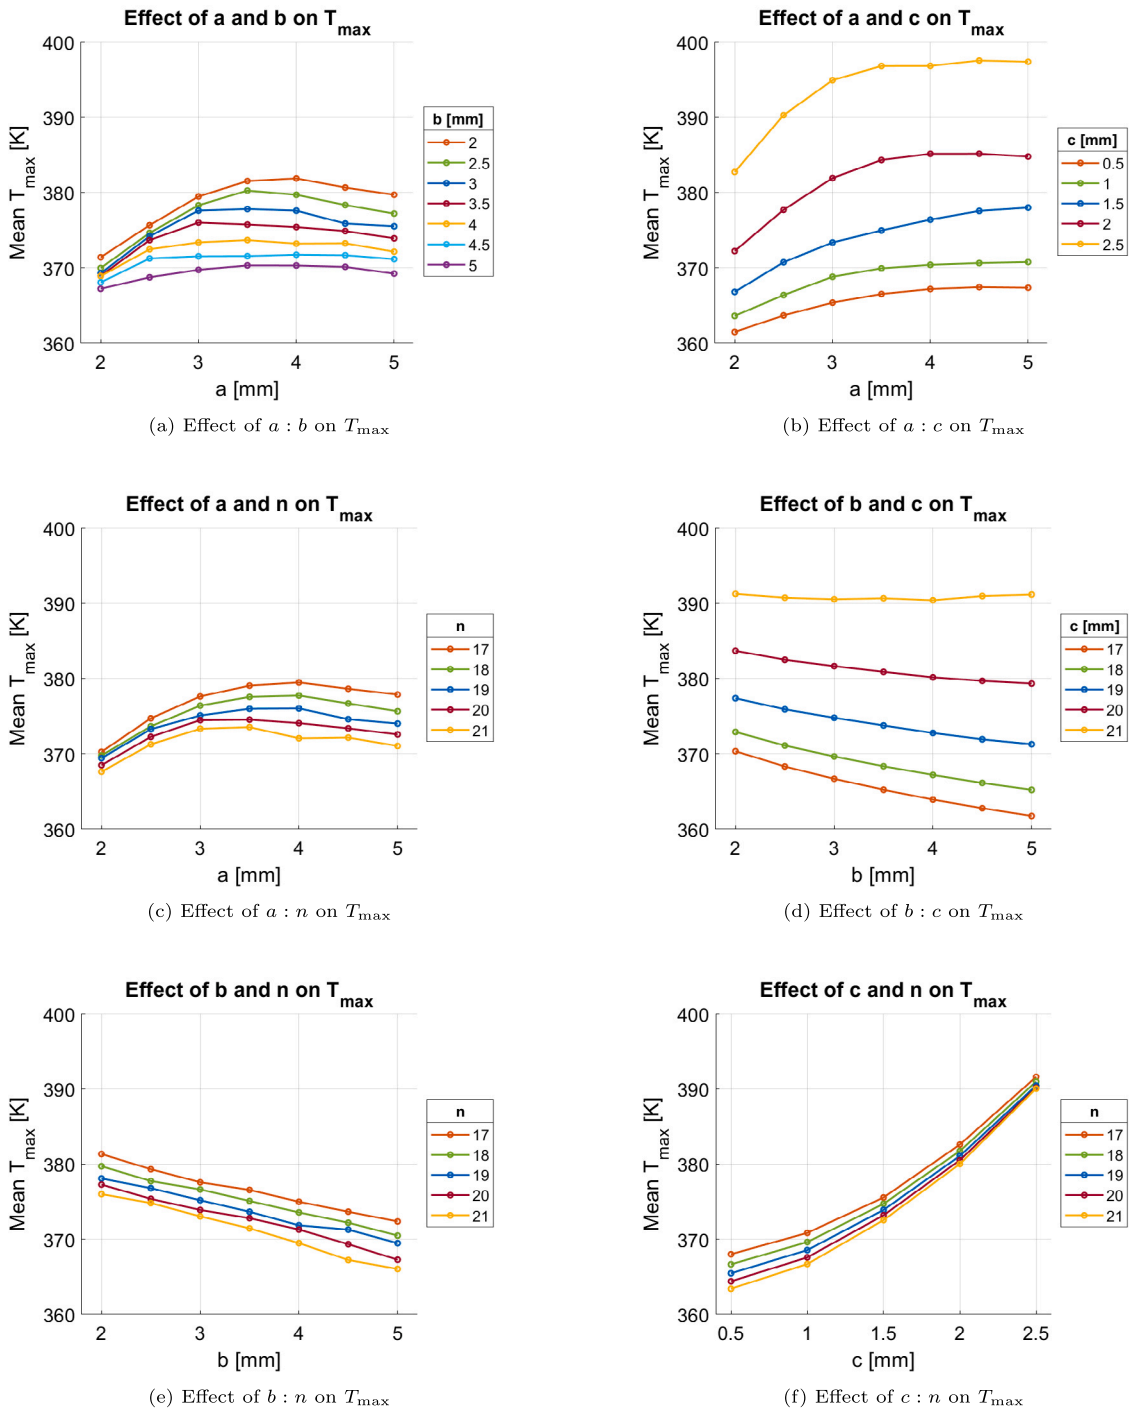 Effect of a and b on Tmax
400
390
380
370
360
Mean Tmax [K]
2
3
4
5
a [mm]
b [mm]
2
2.5
3
3.5
4
4.5
5
(a) Effect of a : b on Tmax
Effect of a and c on Tmax
400
390
380
370
360
Mean Tmax [K]
2
3
4
5
a [mm]
c [mm]
0.5
1
1.5
2
2.5
(b) Effect of a : c on Tmax
Effect of a and n on Tmax
400
390
380
370
360
Mean Tmax [K]
2
3
4
5
a [mm]
n
17
18
19
20
21
(c) Effect of a : n on Tmax
Effect of b and c on Tmax
400
390
380
370
360
Mean Tmax [K]
2
3
4
5
b [mm]
c [mm]
17
18
19
20
21
(d) Effect of b : c on Tmax
Effect of b and n on Tmax
400
390
380
370
360
Mean Tmax [K]
2
3
4
5
b [mm]
n
17
18
19
20
21
(e) Effect of b : n on Tmax
Effect of c and n on Tmax
400
390
380
370
360
Mean Tmax [K]
0.5
1
1.5
2
2.5
c [mm]
n
17
18
19
20
21
(f) Effect of c : n on Tmax